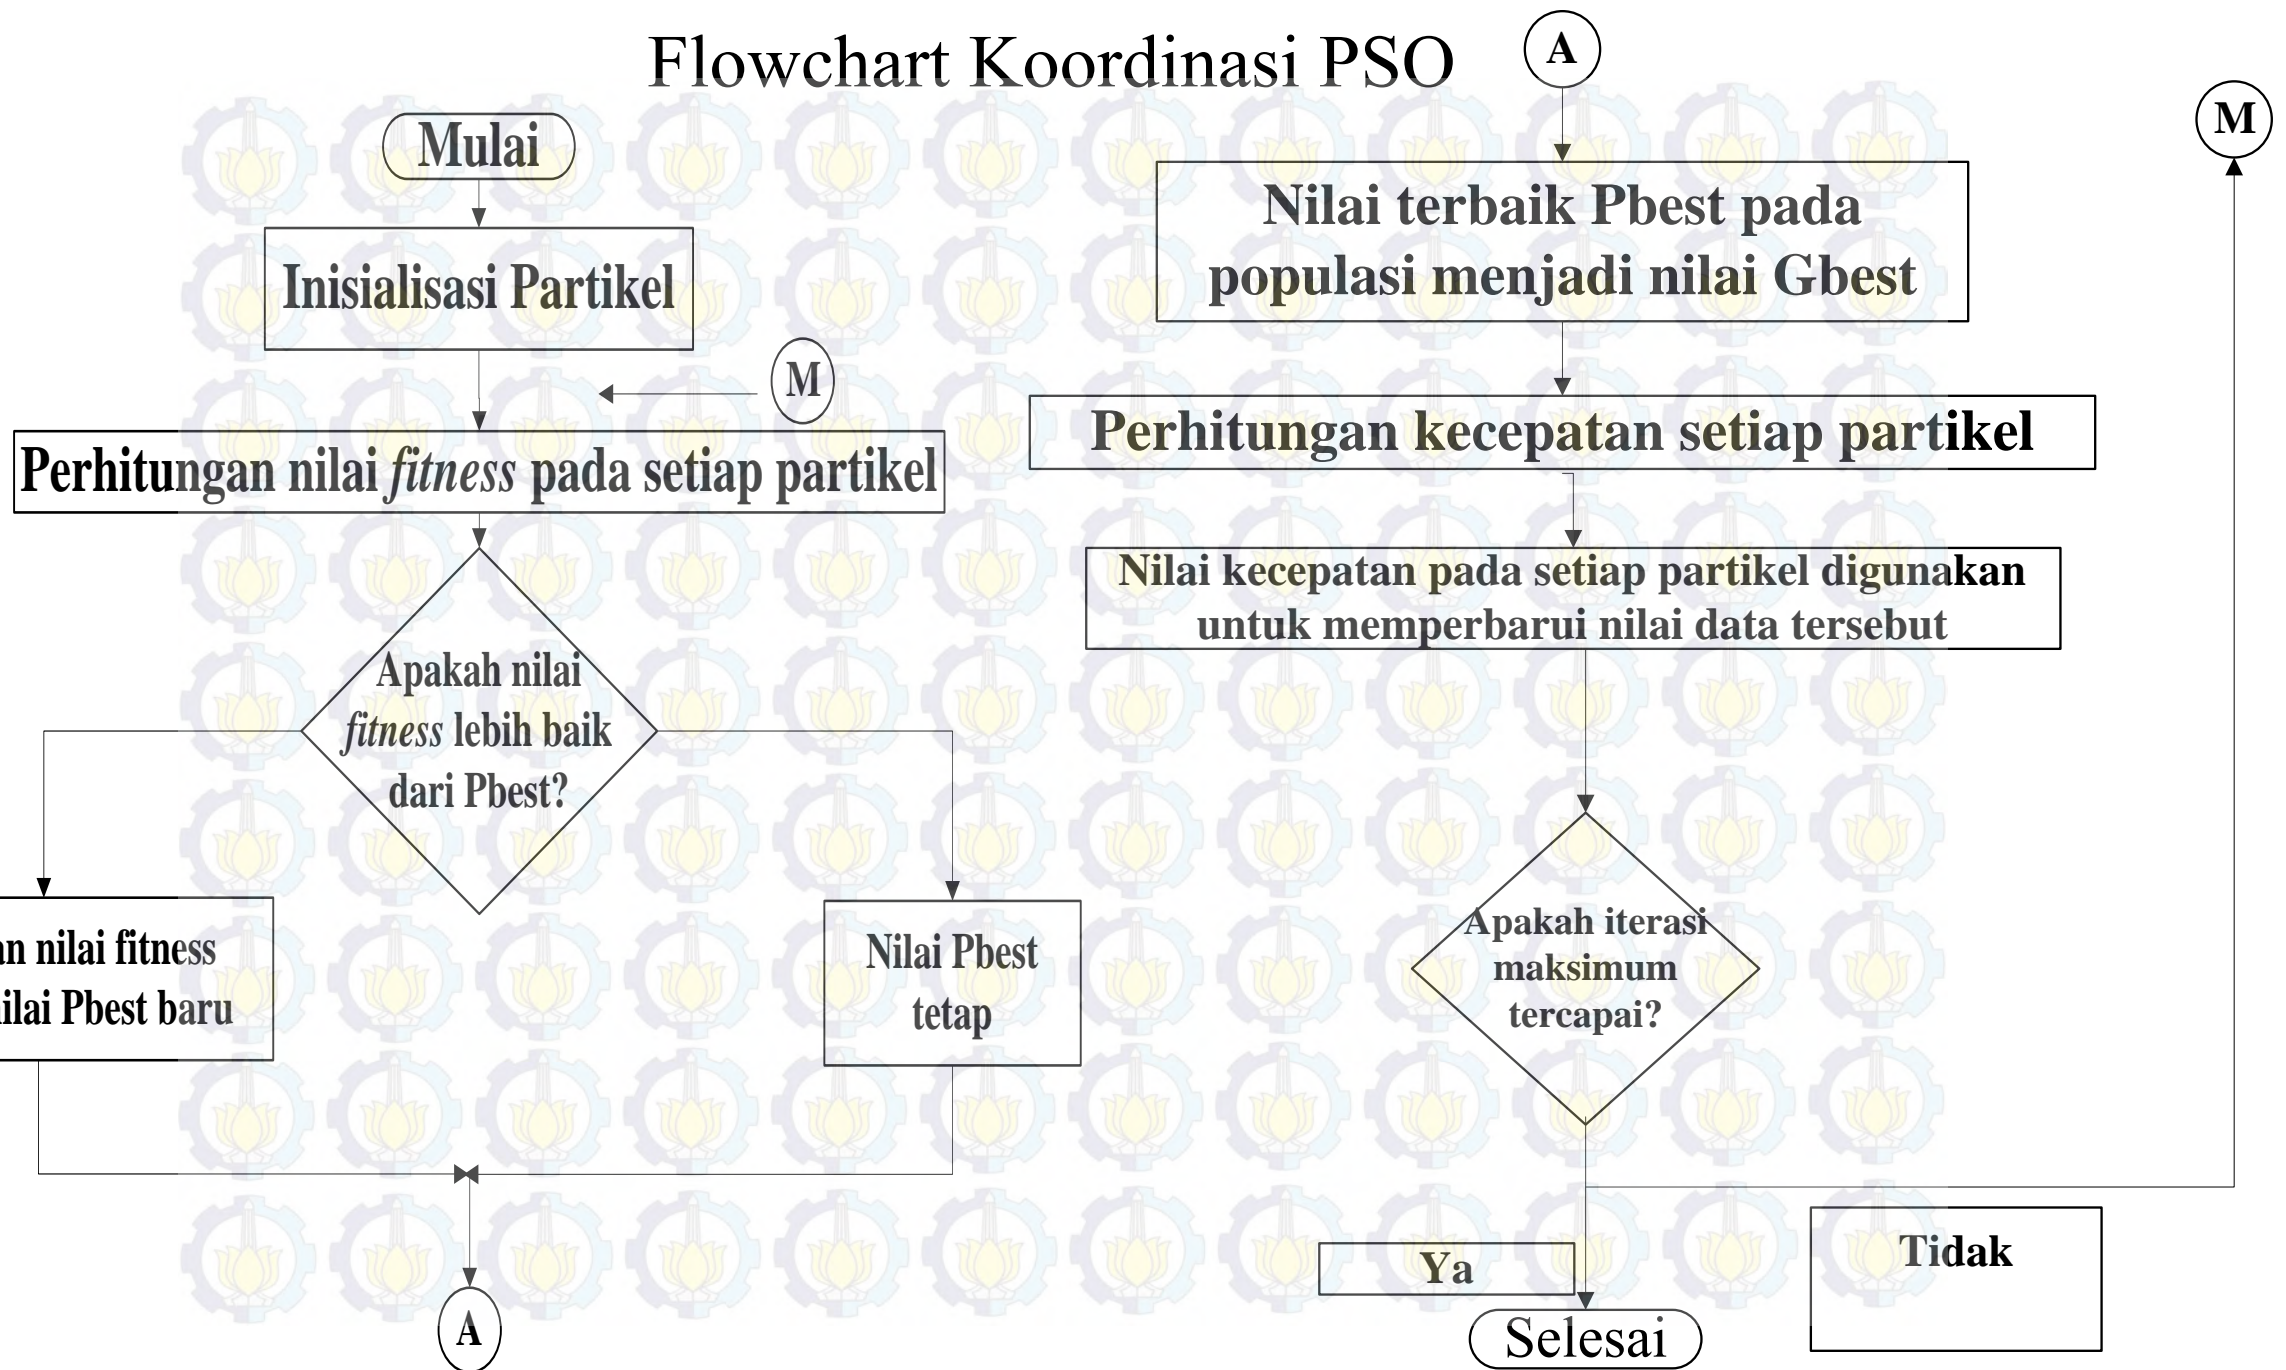 Flowchart Koordinasi PSO
Mulai
Inisialisasi Partikel
M
Perhitungan nilai fitness pada setiap partikel
Apakah nilai
fitness lebih baik
dari Pbest?
nilai fitness
Pbest baru
Nilai Pbest
tetap
A
A
Nilai terbaik Pbest pada
populasi menjadi nilai Gbest
Perhitungan kecepatan setiap partikel
Nilai kecepatan pada setiap partikel digunakan
untuk memperbarui nilai data tersebut
Apakah iterasi
maksimum
tercapai?
Ya
Tidak
Selesai
M